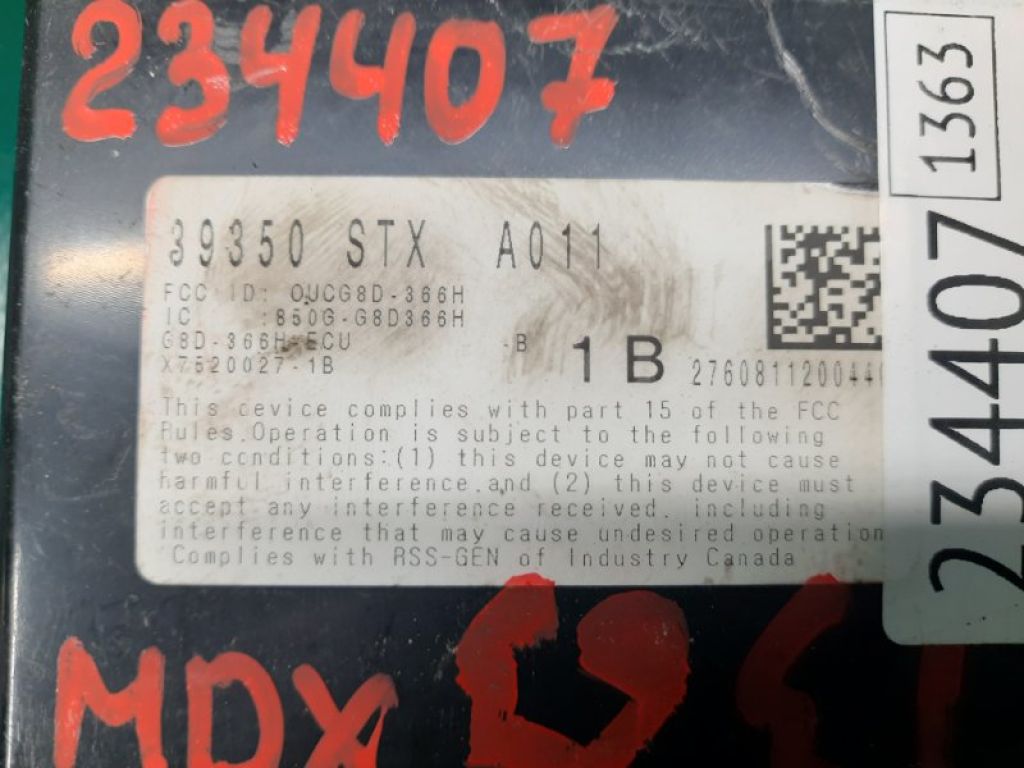 234407
39350 STX A011
FCC ID: OUCG8D-366H
IC :850G-G8D366H
G8D-366H-ECU -B
X7520027-1B
1B
276081120044
This device complies with part 15 of the FCC
Rules.Operation is subject to the following
two conditions:(1) this device may not cause
harmful interference.and (2) this device must
accept any interference received. including
interference that may cause undesired operation
Complies with RSS-GEN of Industry Canada
MDX
234407
1363